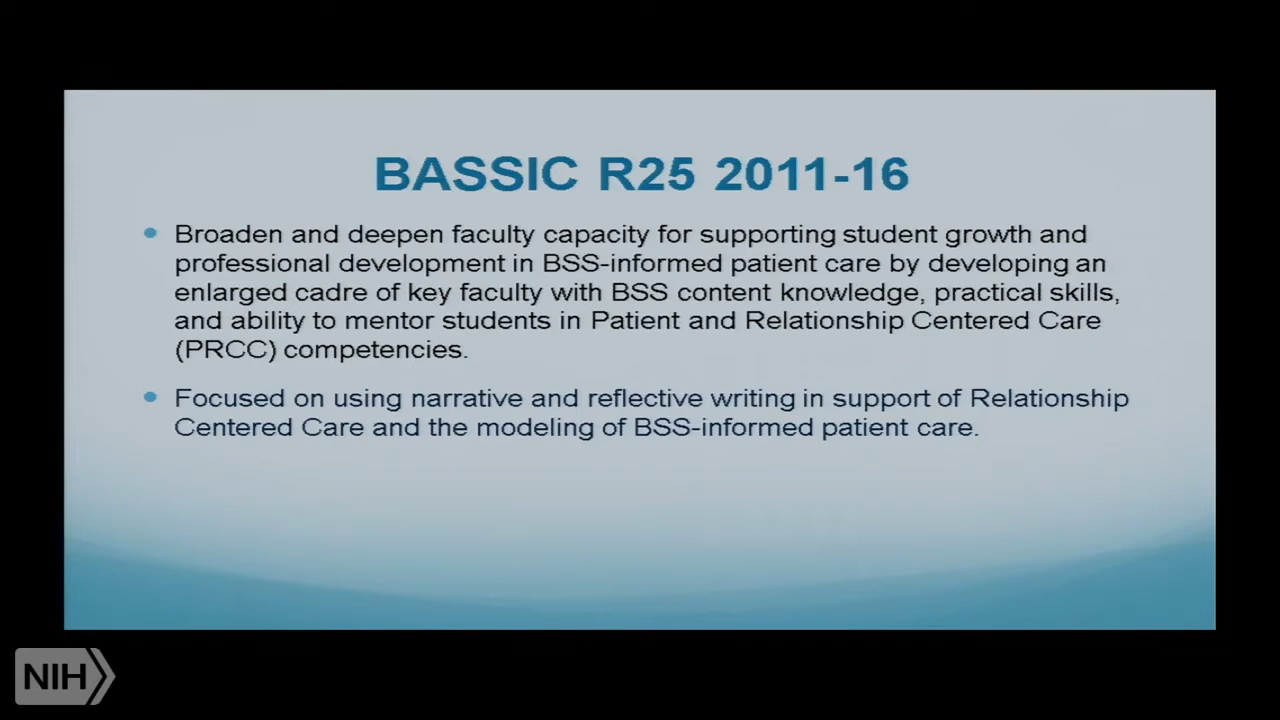 BASSIC R25 2011-16
Broaden and deepen faculty capacity for supporting student growth and
professional development in BSS-informed patient care by developing an
enlarged cadre of key faculty with BSS content knowledge, practical skills,
and ability to mentor students in Patient and Relationship Centered Care
(PRCC) competencies.
Focused on using narrative and reflective writing in support of Relationship
Centered Care and the modeling of BSS-informed patient care.
NIH